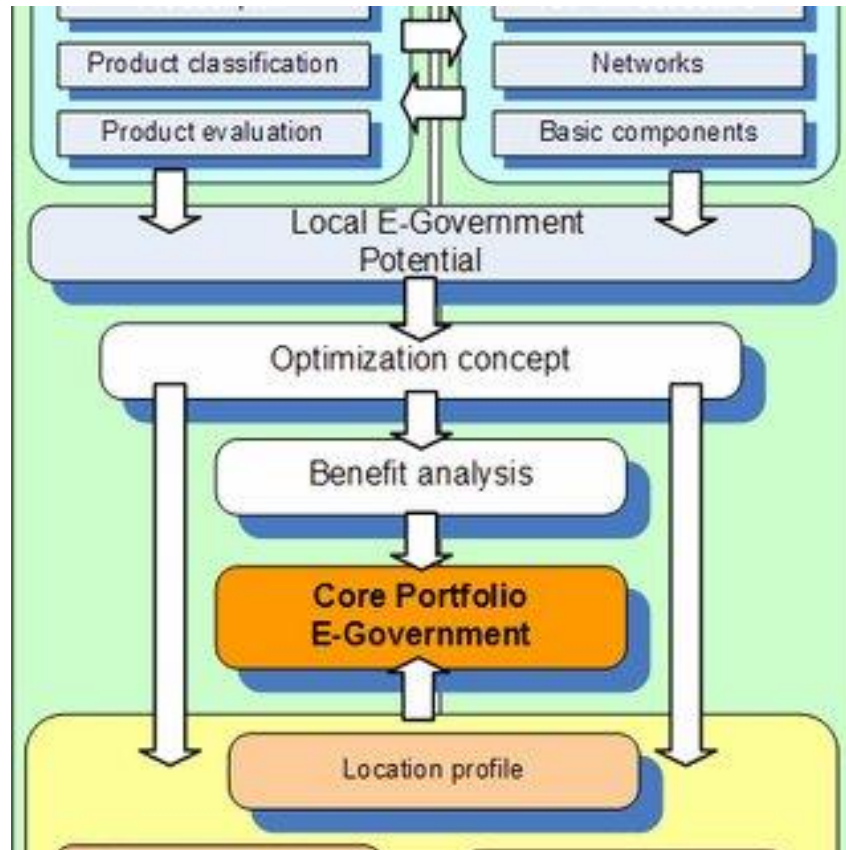 Product classification
Networks
Product evaluation
Basic components
Local E-Government
Potential
Optimization concept
Benefit analysis
Core Portfolio
E-Government
Location profile